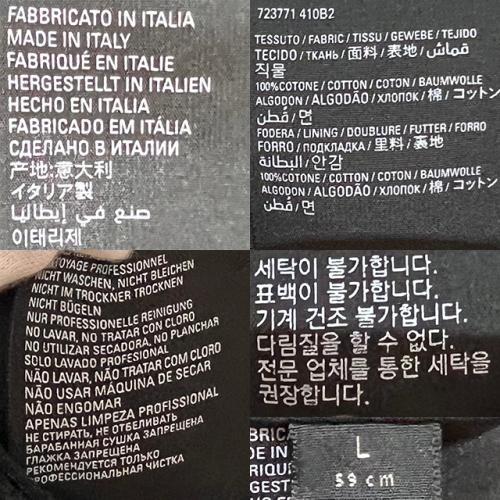 FABBRICATO IN ITALIA
MADE IN ITALY
FABRIQUÉ EN ITALIE
HERGESTELLT IN ITALIEN
HECHO EN ITALIA
FABRICADO EM ITÁLIA
СДЕЛАНО В ИТАЛИИ
产地:意大利
イタリア製
صنع في إيطاليا
이태리제
723771 410B2
TESSUTO / FABRIC / TISSU / GEWEBE / TEJIDO
TECIDO / ТКАНЬ / 面料 / 表地 / قماش /
직물
100%COTONE / COTTON / COTON / BAUMWOLLE
ALGODON / ALGODÃO / ХЛОПОК / 棉 / コットン
قُطن / 면
FODERA / LINING / DOUBLURE / FUTTER / FORRO
FORRO / ПОДКЛАДКА / 里料 / 裏地
البطانة / 안감
100%COTONE / COTTON / COTON / BAUMWOLLE
ALGODON / ALGODÃO / ХЛОПОК / 棉 / コットン
قُطن / 면
PROFESSIONNEL
NICHT WASCHEN, NICHT BLEICHEN
NICHT IM TROCKNER TROCKNEN
NICHT BÜGELN
NUR PROFESSIONELLE REINIGUNG
NO LAVAR, NO TRATAR CON CLÓRO
NO UTILIZAR SECADORA, NO PLANCHAR
SOLO LAVADO PROFESIONAL
NÃO LAVAR, NÃO TRATAR COM CLORO
NÃO USAR MÁQUINA DE SECAR
NÃO ENGOMAR
APENAS LIMPEZA PROFISSIONAL
НЕ СТИРАТЬ, НЕ ОТБЕЛИВАТЬ
БАРАБАННАЯ СУШКА ЗАПРЕЩЕНА
ГЛАЖКА ЗАПРЕЩЕНА
РЕКОМЕНДУЕТСЯ ТОЛЬКО
ПРОФЕССИОНАЛЬНАЯ ЧИСТКА
세탁이 불가합니다.
표백이 불가합니다.
기계 건조 불가합니다.
다림질을 할 수 없다.
전문 업체를 통한 세탁을
권장합니다.
L
59 cm